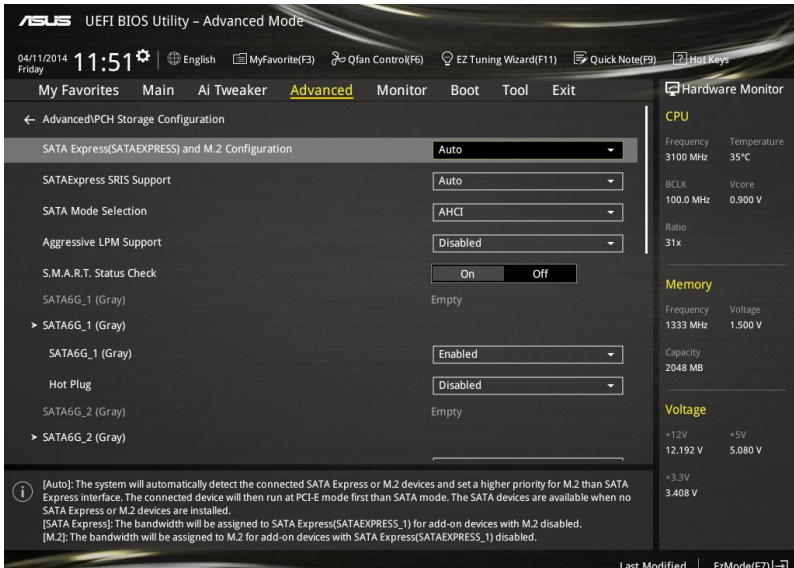 ASUS UEFI BIOS Utility – Advanced Mode
04/11/2014 Friday 11:51 English MyFavorite(F3) Qfan Control(F6) EZ Tuning Wizard(F11) Quick Note(F9) ? Hot Keys
My Favorites Main Ai Tweaker Advanced Monitor Boot Tool Exit
← Advanced\PCH Storage Configuration
SATA Express(SATAEXPRESS) and M.2 Configuration Auto
SATAExpress SRIS Support Auto
SATA Mode Selection AHCI
Aggressive LPM Support Disabled
S.M.A.R.T. Status Check On Off
SATA6G_1 (Gray) Empty
SATA6G_1 (Gray)
SATA6G_1 (Gray) Enabled
Hot Plug Disabled
SATA6G_2 (Gray) Empty
SATA6G_2 (Gray)
[Auto]: The system will automatically detect the connected SATA Express or M.2 devices and set a higher priority for M.2 than SATA
Express interface. The connected device will then run at PCI-E mode first than SATA mode. The SATA devices are available when no
SATA Express or M.2 devices are installed.
[SATA Express]: The bandwidth will be assigned to SATA Express(SATAEXPRESS_1) for add-on devices with M.2 disabled.
[M.2]: The bandwidth will be assigned to M.2 for add-on devices with SATA Express(SATAEXPRESS_1) disabled.
Hardware Monitor
CPU
Frequency Temperature
3100 MHz 35°C
BCLK Vcore
100.0 MHz 0.900 V
Ratio
31x
Memory
Frequency Voltage
1333 MHz 1.500 V
Capacity
2048 MB
Voltage
+12V +5V
12.192 V 5.080 V
+3.3V
3.408 V
Last Modified EzMode(F7)